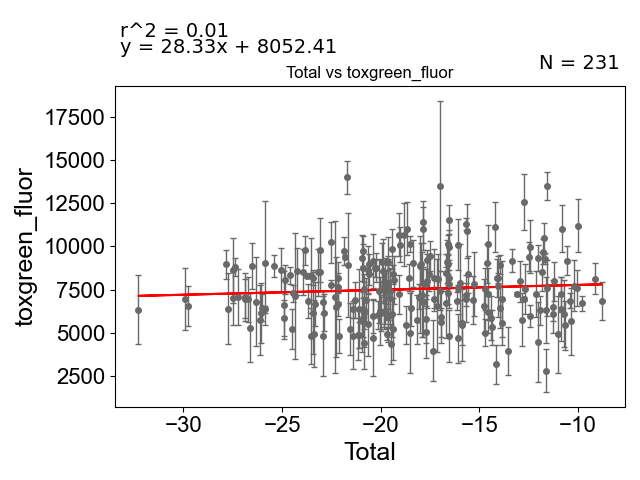 r^2 = 0.01
y = 28.33x + 8052.41
N = 231
Total vs toxgreen_fluor
17500
15000
12500
10000
7500
5000
2500
toxgreen_fluor
−30
−25
−20
−15
−10
Total